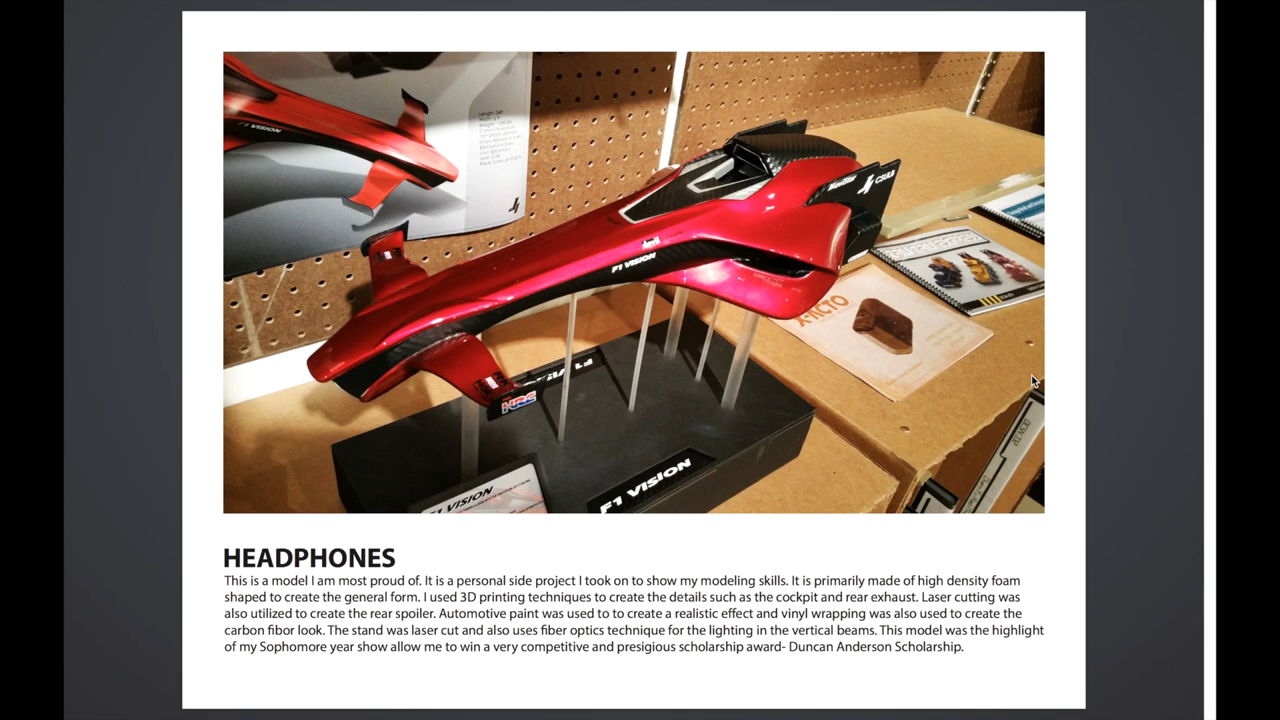 F1 VISION
MoviStar
CSULB
devil
F1 VISION
X-ACTO
HRC
F1 VISION
F1 VISION
HEADPHONES
This is a model I am most proud of. It is a personal side project I took on to show my modeling skills. It is primarily made of high density foam
shaped to create the general form. I used 3D printing techniques to create the details such as the cockpit and rear exhaust. Laser cutting was
also utilized to create the rear spoiler. Automotive paint was used to to create a realistic effect and vinyl wrapping was also used to create the
carbon fibor look. The stand was laser cut and also uses fiber optics technique for the lighting in the vertical beams. This model was the highlight
of my Sophomore year show allow me to win a very competitive and presigious scholarship award- Duncan Anderson Scholarship.